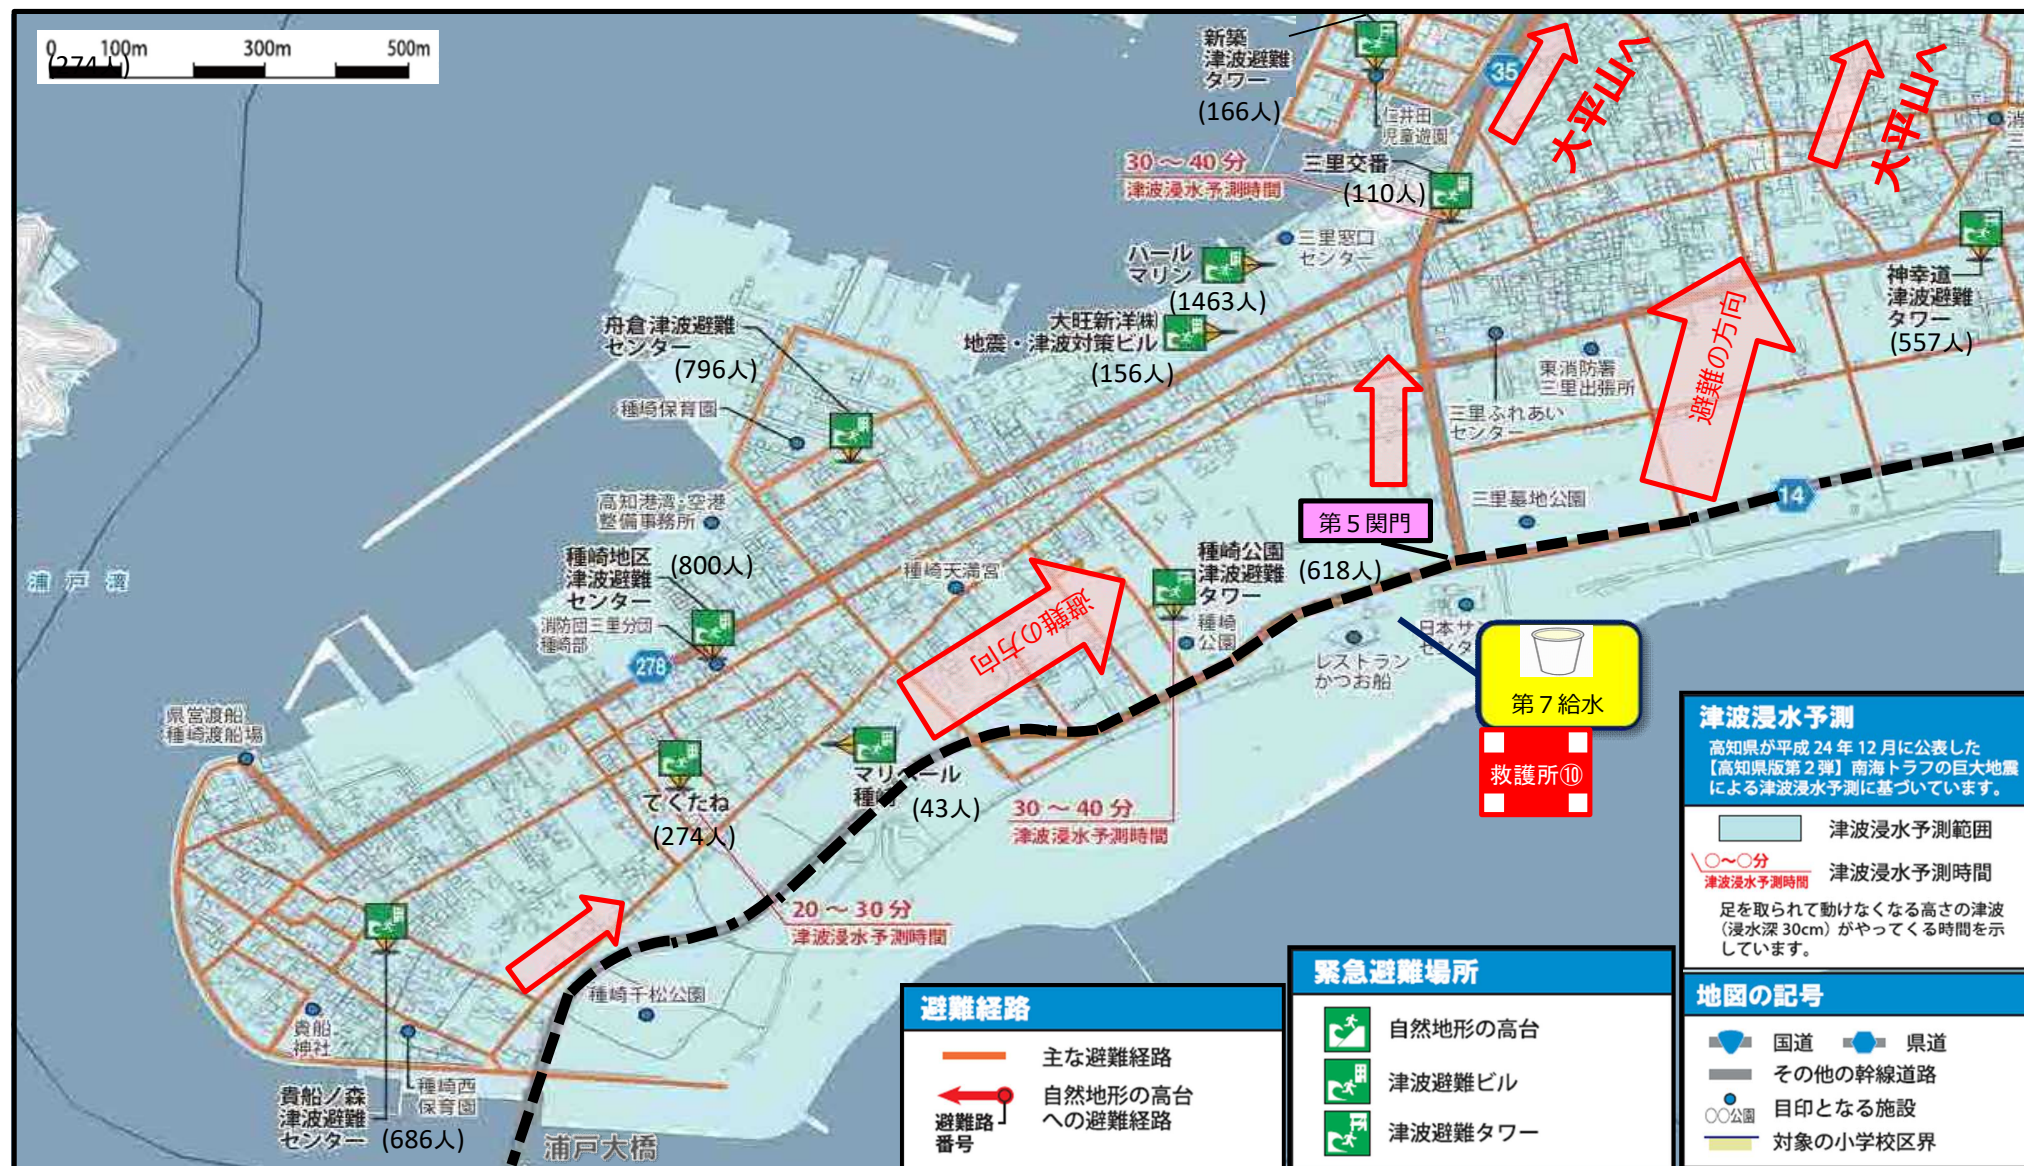 0 100m 300m 500m
(274人)
新築
津波避難
タワー
(166人)
仁井田
児童遊園
35
大平山へ
大平山へ
30～40分
津波浸水予測時間
三里交番
(110人)
三里窓口
センター
パール
マリン
(1463人)
大旺新洋㈱
地震・津波対策ビル
(156人)
神幸道
津波避難
タワー
(557人)
避難の方向
東消防署
三里出張所
三里ふれあい
センター
舟倉津波避難
センター
(796人)
種崎保育園
高知港湾・空港
整備事務所
種崎地区
津波避難
センター
(800人)
消防団三里分団
種崎部
278
種崎天満宮
避難の方向
種崎公園
津波避難
タワー
(618人)
種崎
公園
第５関門
三里墓地公園
14
浦戸湾
日本サン
センタ
レストラン
かつお船
第７給水
救護所⑩
県営渡船
種崎渡船場
てくたね
(274人)
マリベール
種崎
(43人)
30～40分
津波浸水予測時間
20～30分
津波浸水予測時間
種崎千松公園
貴船
神社
種崎西
保育園
貴船ノ森
津波避難
センター
(686人)
浦戸大橋
避難経路
主な避難経路
避難路
番号
自然地形の高台
への避難経路
緊急避難場所
自然地形の高台
津波避難ビル
津波避難タワー
津波浸水予測
高知県が平成24年12月に公表した
【高知県版第２弾】南海トラフの巨大地震
による津波浸水予測に基づいています。
津波浸水予測範囲
○～○分
津波浸水予測時間
津波浸水予測時間
足を取られて動けなくなる高さの津波
（浸水深30cm）がやってくる時間を示
しています。
地図の記号
国道 県道
その他の幹線道路
○○公園 目印となる施設
対象の小学校区界